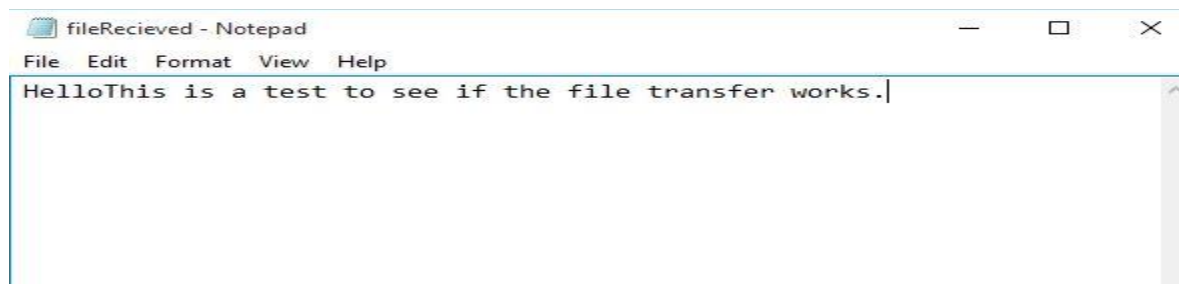 fileRecieved - Notepad
File Edit Format View Help
HelloThis is a test to see if the file transfer works.